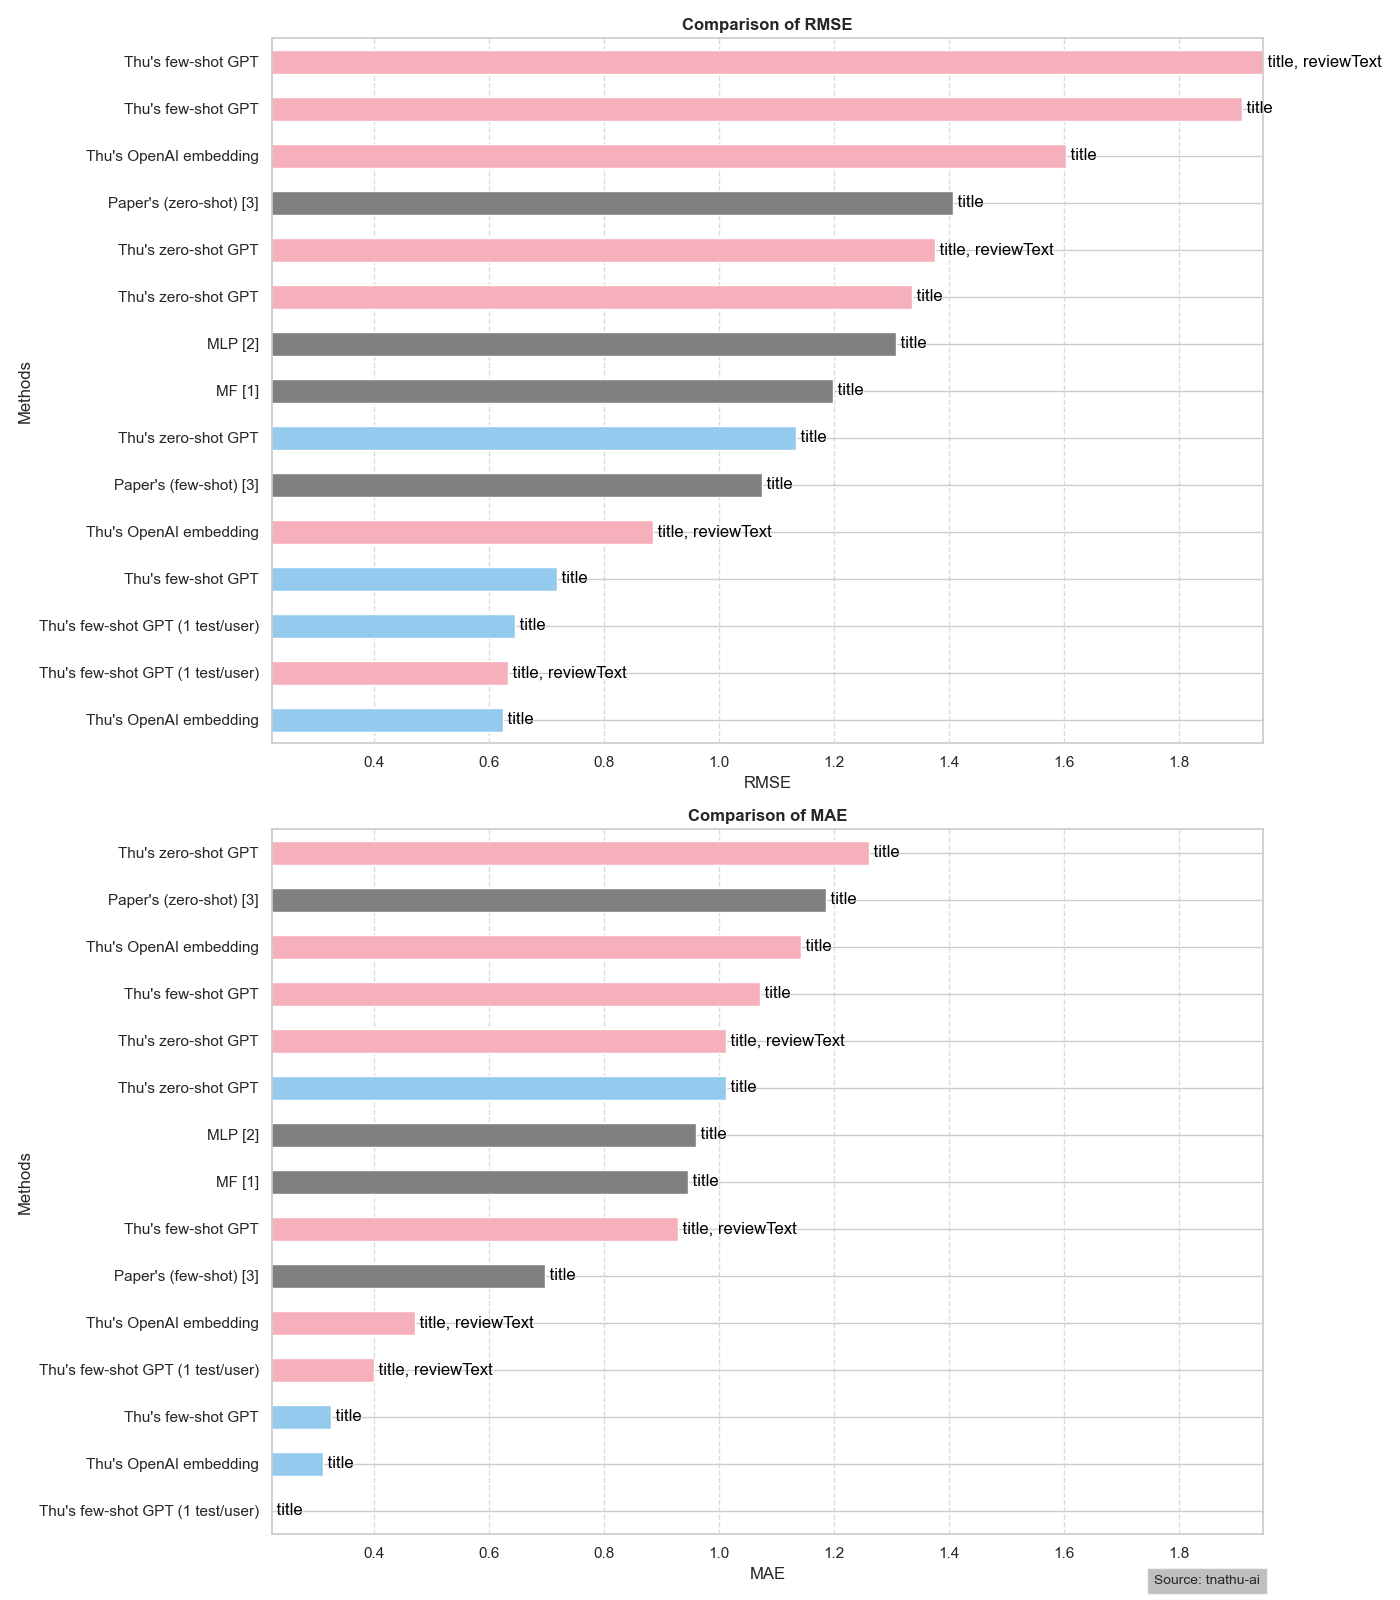 Comparison of RMSE
Methods
Thu's few-shot GPT title, reviewText
Thu's few-shot GPT title
Thu's OpenAI embedding title
Paper's (zero-shot) [3] title
Thu's zero-shot GPT title, reviewText
Thu's zero-shot GPT title
MLP [2] title
MF [1] title
Thu's zero-shot GPT title
Paper's (few-shot) [3] title
Thu's OpenAI embedding title, reviewText
Thu's few-shot GPT title
Thu's few-shot GPT (1 test/user) title
Thu's few-shot GPT (1 test/user) title, reviewText
Thu's OpenAI embedding title
0.4 0.6 0.8 1.0 1.2 1.4 1.6 1.8
RMSE
Comparison of MAE
Methods
Thu's zero-shot GPT title
Paper's (zero-shot) [3] title
Thu's OpenAI embedding title
Thu's few-shot GPT title
Thu's zero-shot GPT title, reviewText
Thu's zero-shot GPT title
MLP [2] title
MF [1] title
Thu's few-shot GPT title, reviewText
Paper's (few-shot) [3] title
Thu's OpenAI embedding title, reviewText
Thu's few-shot GPT (1 test/user) title, reviewText
Thu's few-shot GPT title
Thu's OpenAI embedding title
Thu's few-shot GPT (1 test/user) title
0.4 0.6 0.8 1.0 1.2 1.4 1.6 1.8
MAE
Source: tnathu-ai